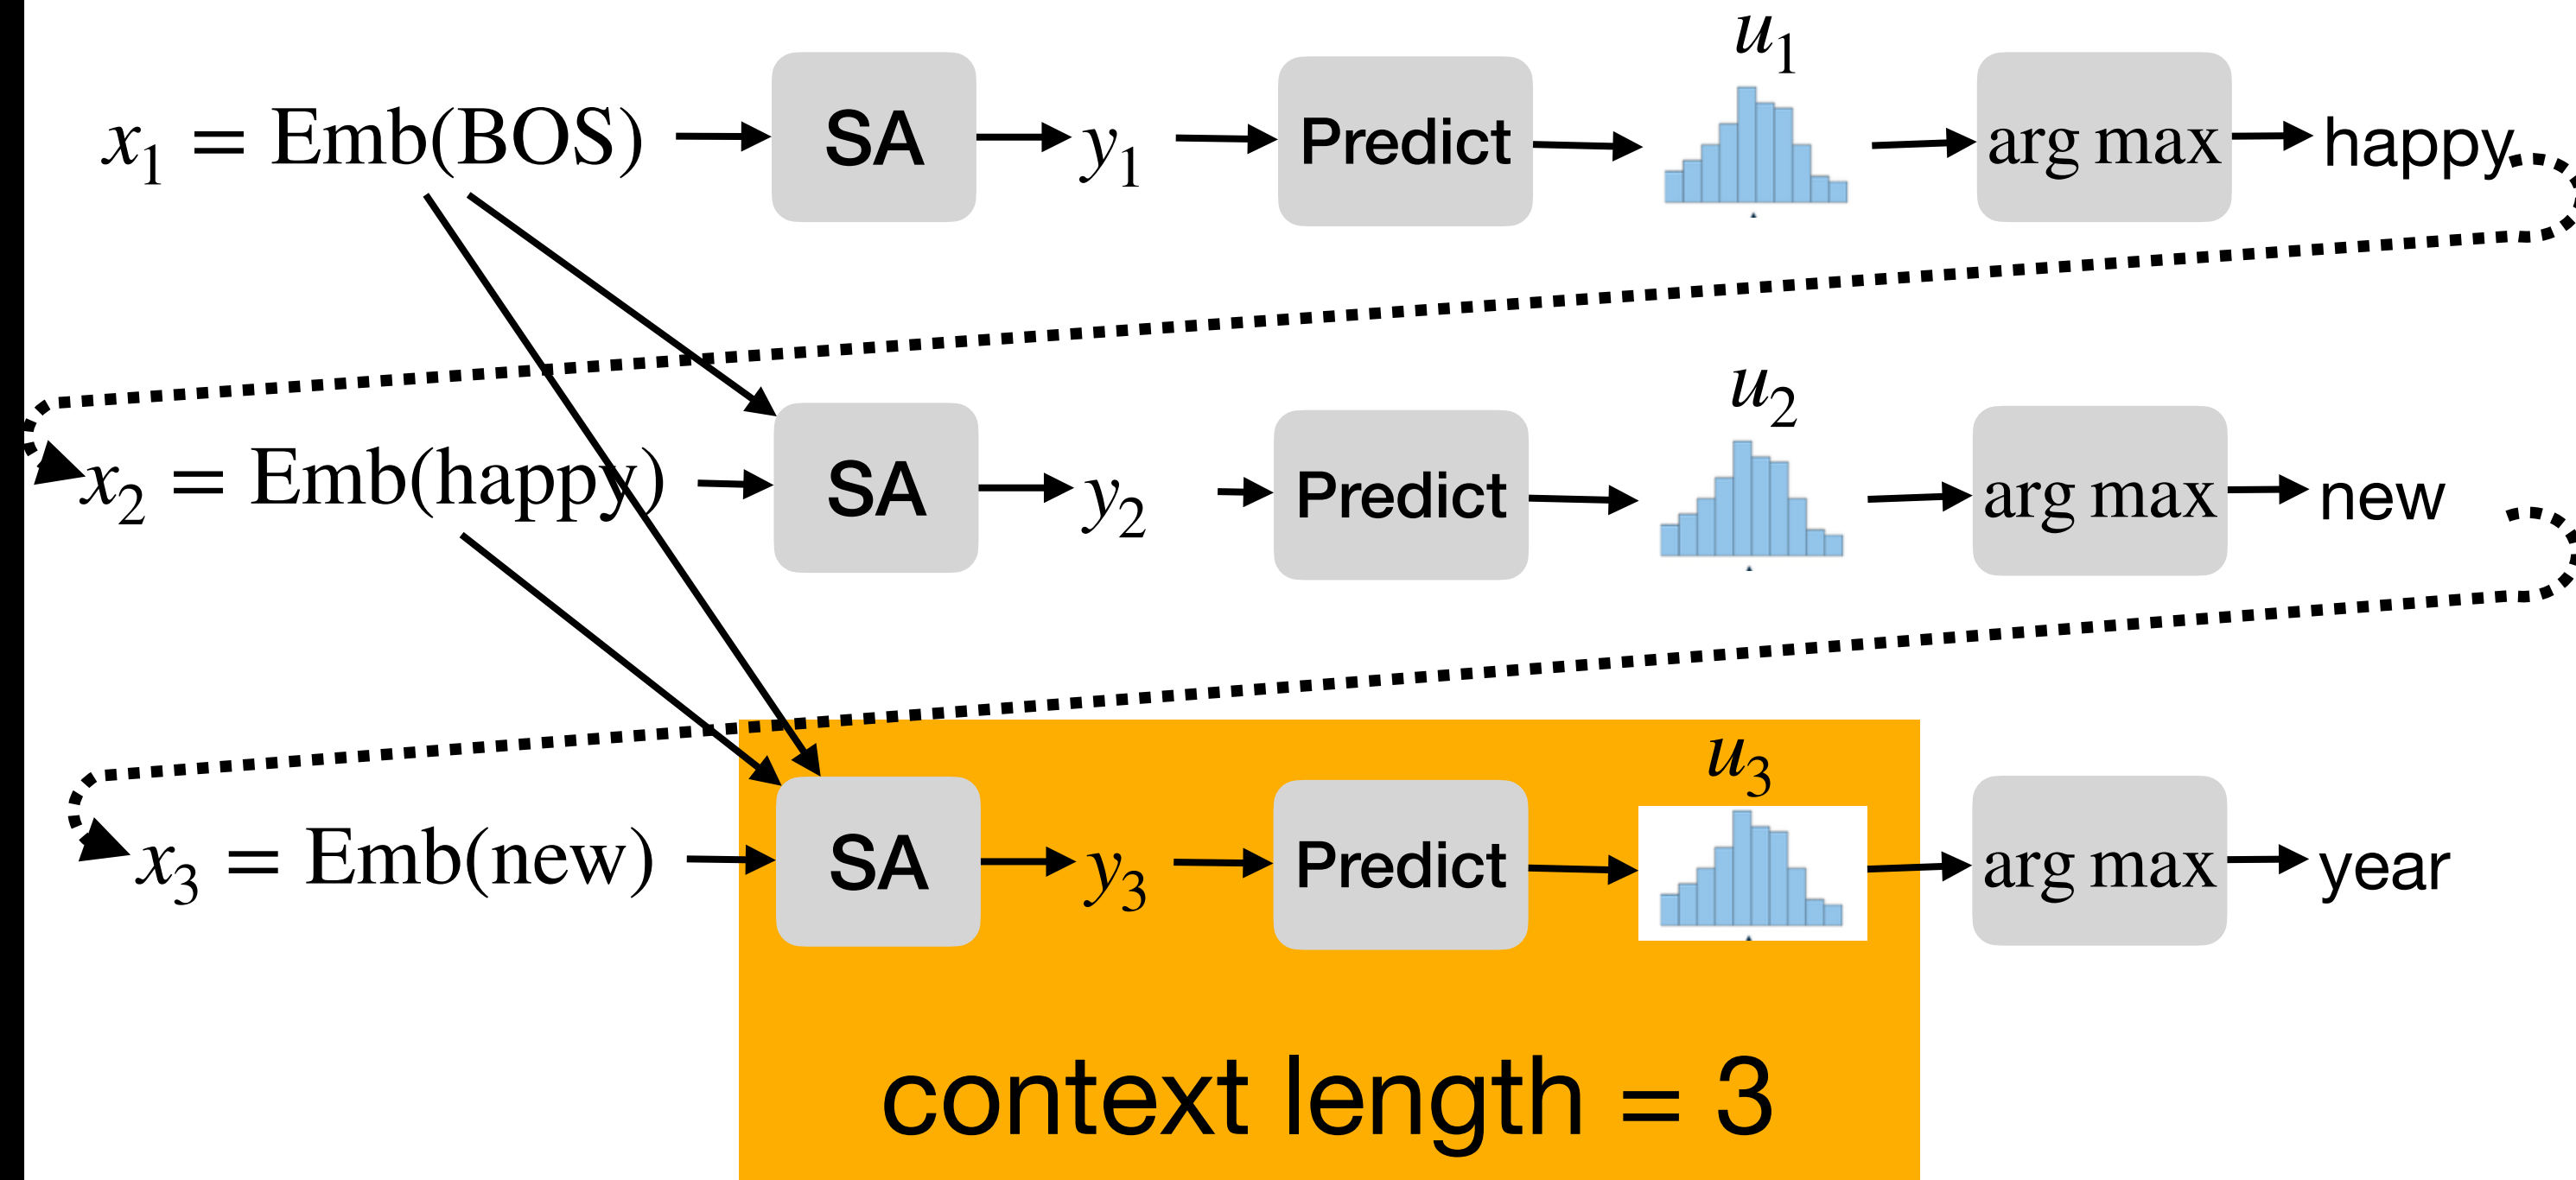 u₁
x₁ = Emb(BOS) SA y₁ Predict arg max happy
u₂
x₂ = Emb(happy) SA y₂ Predict arg max new
u₃
x₃ = Emb(new) SA y₃ Predict arg max year
context length = 3